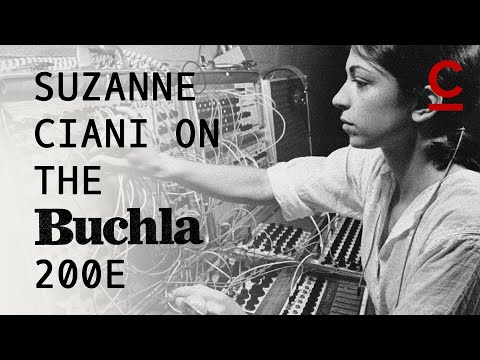 SUZANNE
CIANI ON
THE
Buchla
200E
C